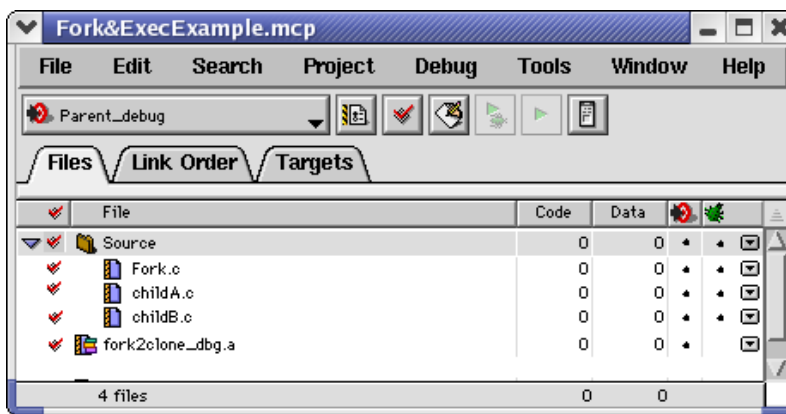 Fork&ExecExample.mcp
File Edit Search Project Debug Tools Window Help
Parent_debug
Files Link Order Targets
File Code Data
Source 0 0
Fork.c 0 0
childA.c 0 0
childB.c 0 0
fork2clone_dbg.a 0 0
4 files 0 0